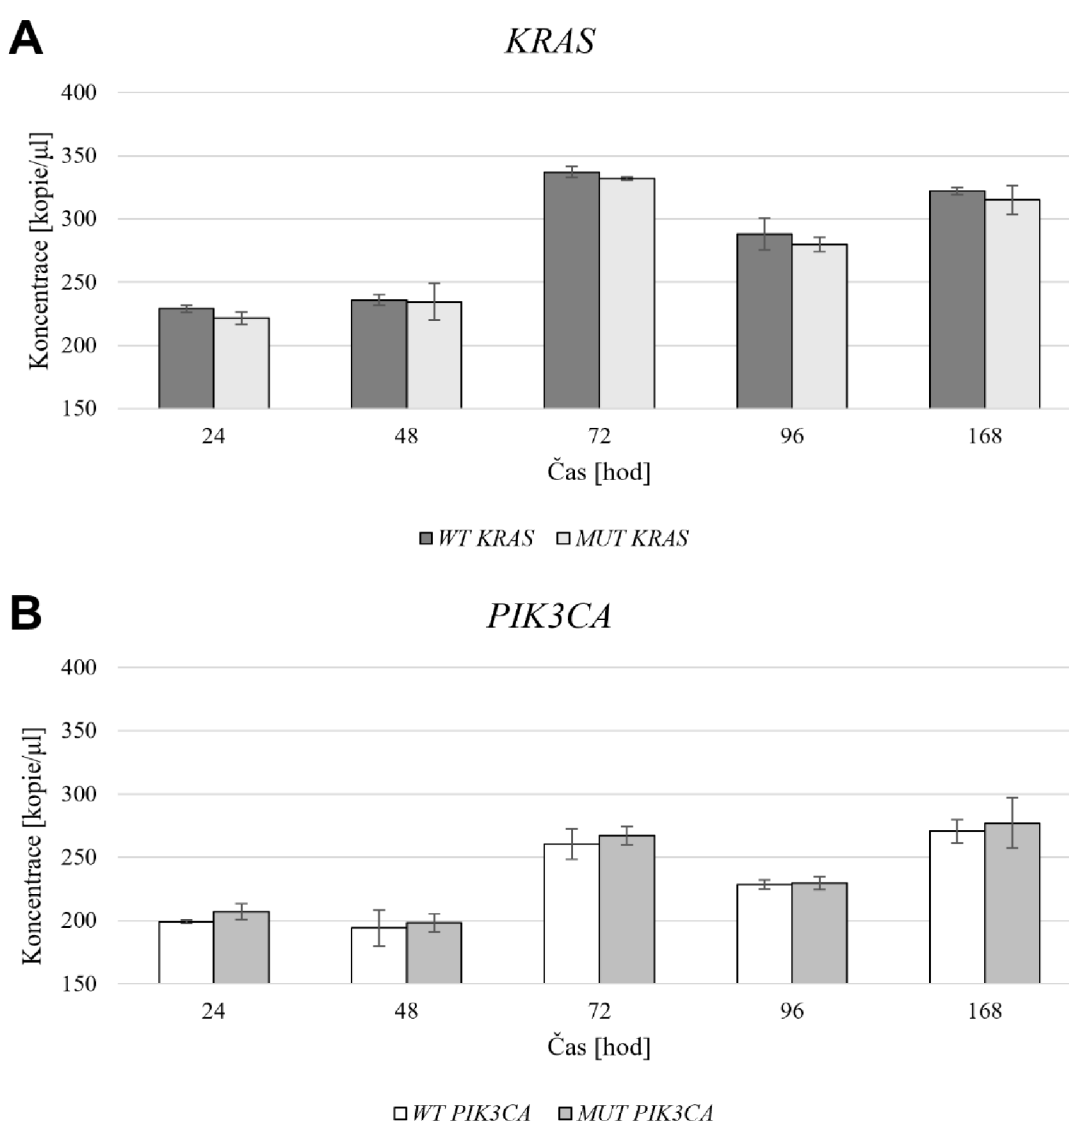 A
KRAS
Koncentrace [kopie/µl]
400
350
300
250
200
150
24 48 72 96 168
Čas [hod]
WT KRAS MUT KRAS
B
PIK3CA
Koncentrace [kopie/µl]
400
350
300
250
200
150
24 48 72 96 168
Čas [hod]
WT PIK3CA MUT PIK3CA